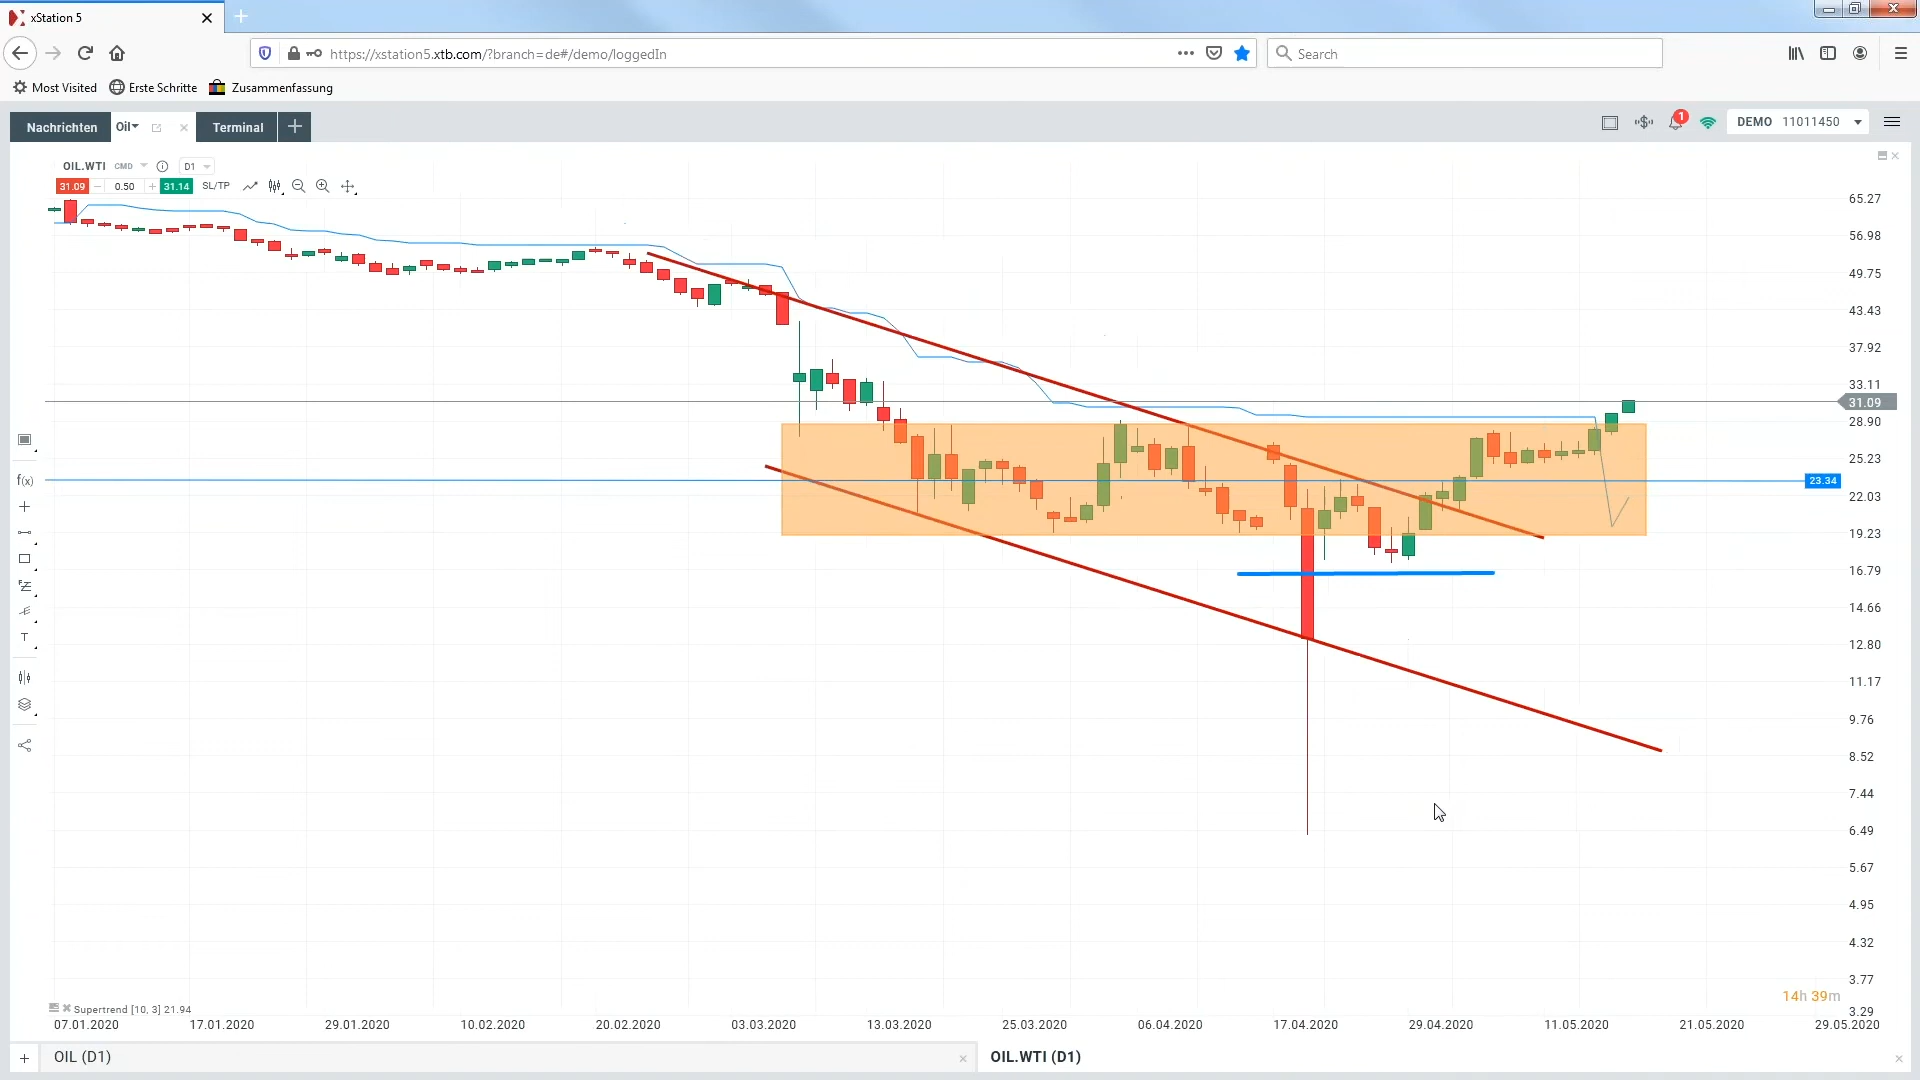 xStation 5
https://xstation5.xtb.com/?branch=de#/demo/loggedIn
Search
Most Visited
Erste Schritte
Zusammenfassung
Nachrichten
Oil
Terminal
1
DEMO 11011450
OIL.WTI CMD D1
31.09 0.50 31.14 SL/TP
65.27
56.98
49.75
43.43
37.92
33.11
31.09
28.90
25.23
23.34
22.03
19.23
16.79
14.66
12.80
11.17
9.76
8.52
7.44
6.49
5.67
4.95
4.32
3.77
3.29
f(x)
T
14h 39m
Supertrend [10, 3] 21.94
07.01.2020 17.01.2020 29.01.2020 10.02.2020 20.02.2020 03.03.2020 13.03.2020 25.03.2020 06.04.2020 17.04.2020 29.04.2020 11.05.2020 21.05.2020 29.05.2020
OIL (D1)
OIL.WTI (D1)